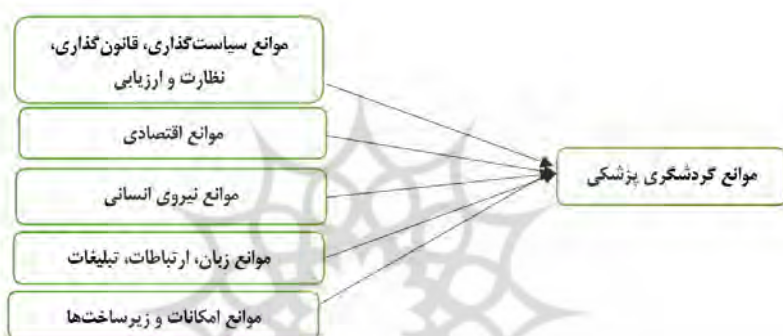 موانع سیاست‌گذاری، قانون‌گذاری،
نظارت و ارزیابی
موانع اقتصادی
موانع نیروی انسانی
موانع زبان، ارتباطات، تبلیغات
موانع امکانات و زیرساخت‌ها
موانع گردشگری پزشکی